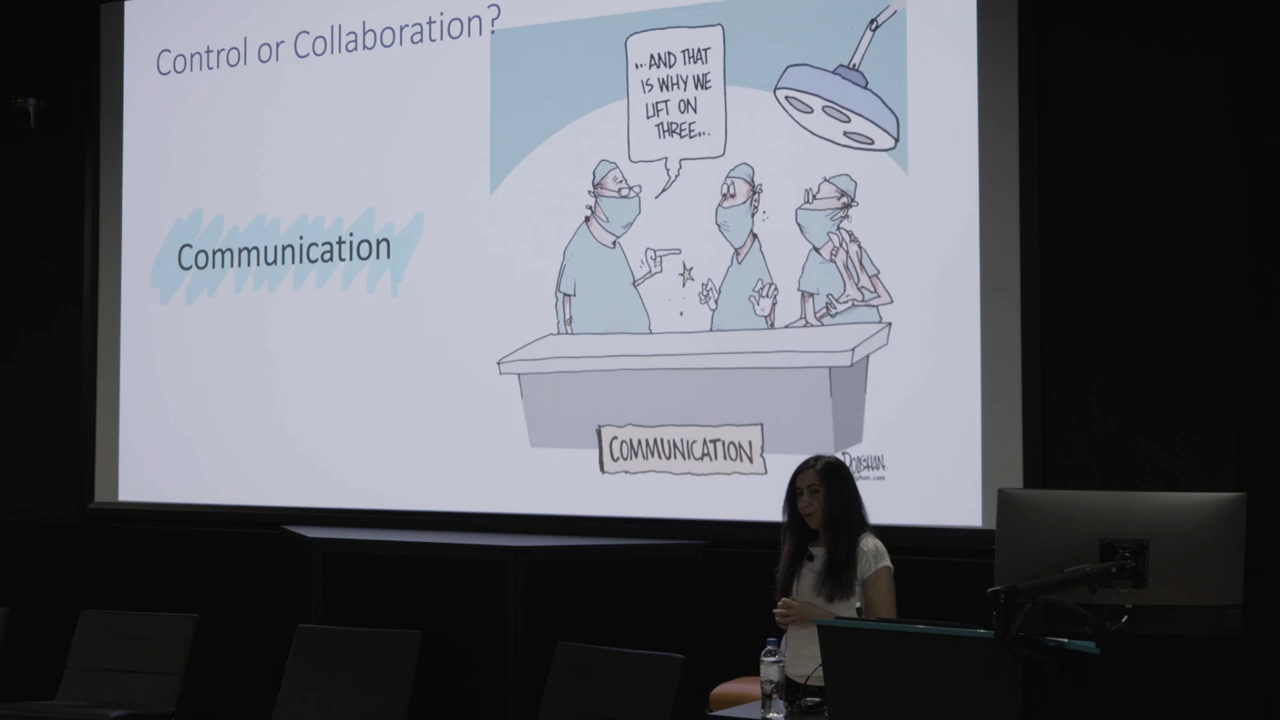 Control or Collaboration?
...AND THAT
IS WHY WE
LIFT ON
THREE...
Communication
COMMUNICATION